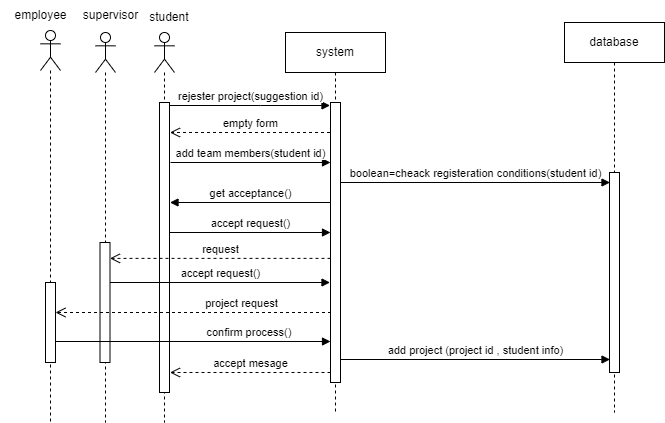 employee
supervisor
student
system
database
rejester project(suggestion id)
empty form
add team members(student id)
boolean=cheack registeration conditions(student id)
get acceptance()
accept request()
request
accept request()
project request
confirm process()
add project (project id , student info)
accept mesage